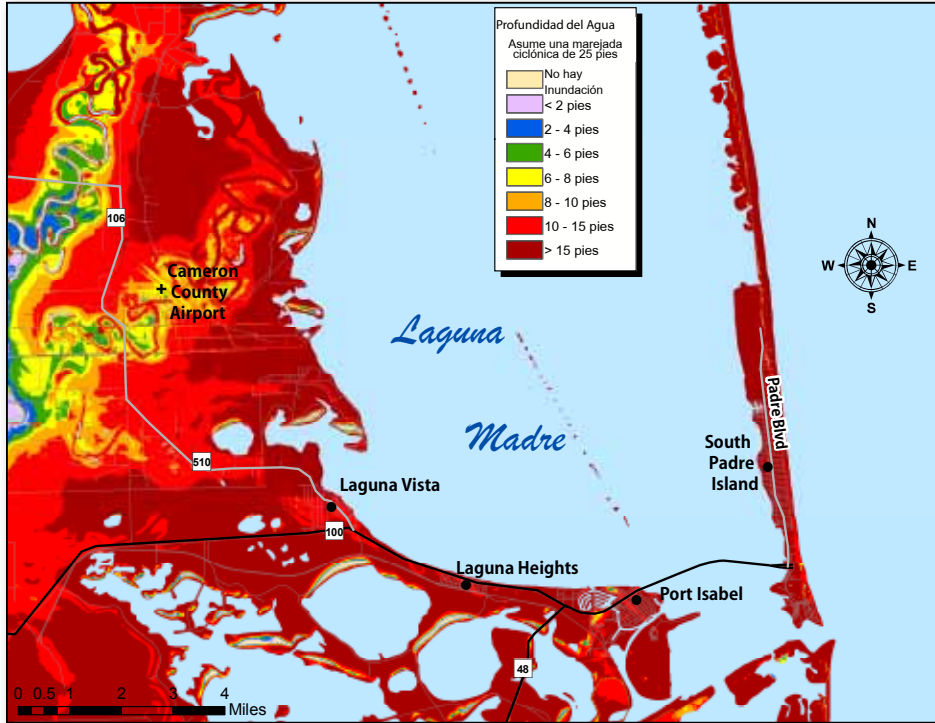 Profundidad del Agua
Asume una marejada
ciclónica de 25 pies
No hay
Inundación
< 2 pies
2 - 4 pies
4 - 6 pies
6 - 8 pies
8 - 10 pies
10 - 15 pies
> 15 pies
N
W
E
S
106
Cameron
County
Airport
Laguna
Madre
Padre Blvd
South
Padre
Island
510
Laguna Vista
100
Laguna Heights
Port Isabel
48
0 0.5 1 2 3 4
Miles